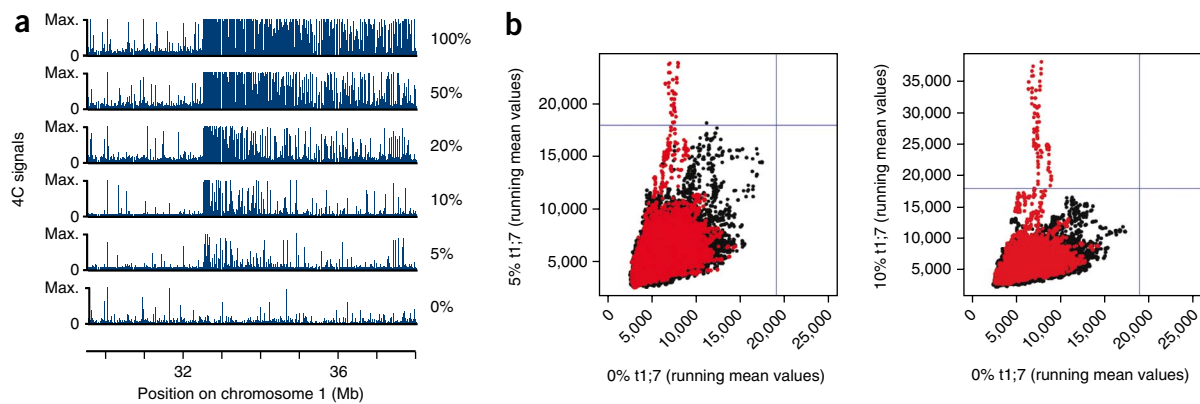 a
4C signals
Max.
0
100%
Max.
0
50%
Max.
0
20%
Max.
0
10%
Max.
0
5%
Max.
0
0%
32
36
Position on chromosome 1 (Mb)
b
5% t1;7 (running mean values)
20,000
15,000
10,000
5,000
0
5,000
10,000
15,000
20,000
25,000
0% t1;7 (running mean values)
10% t1;7 (running mean values)
35,000
30,000
25,000
20,000
15,000
10,000
5,000
0
5,000
10,000
15,000
20,000
25,000
0% t1;7 (running mean values)